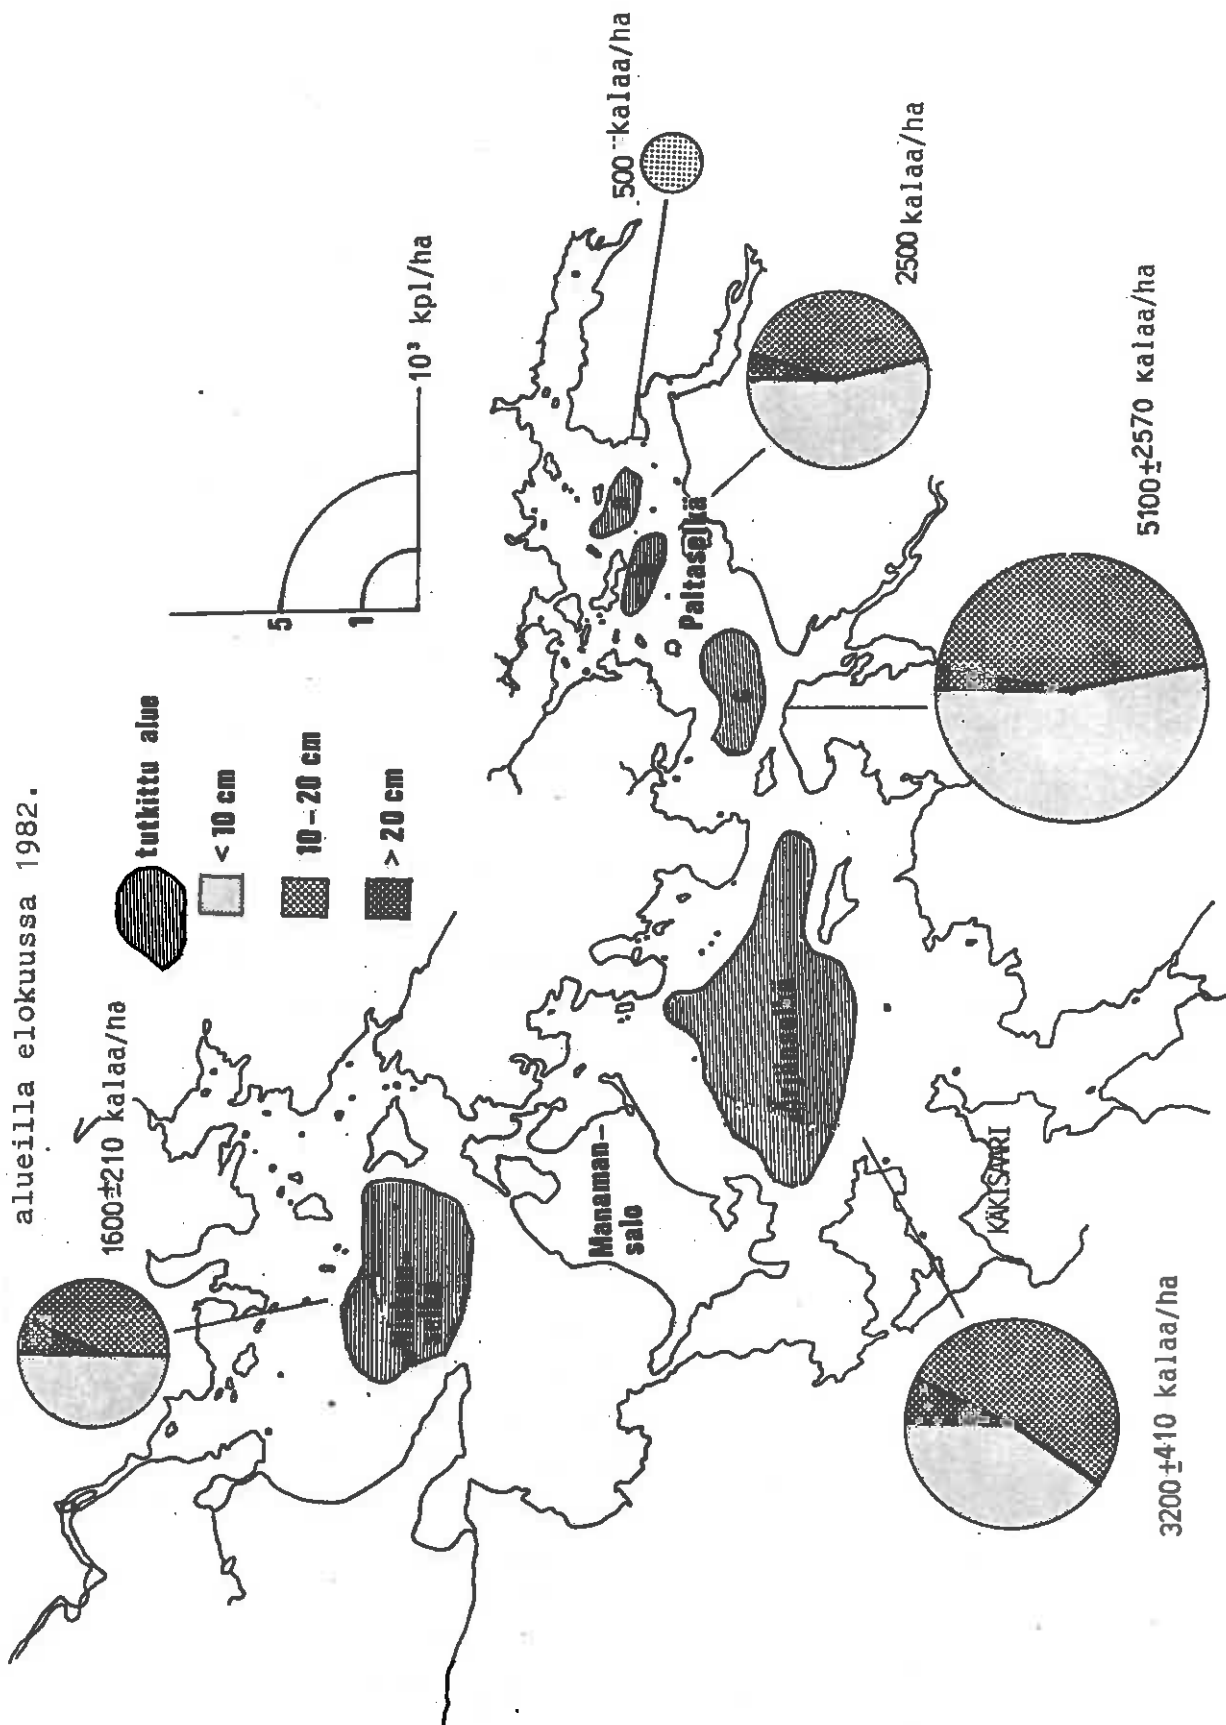 alueilla elokuussa 1982.
1600±210 kalaa/ha
tutkittu alue
< 10 cm
10-20 cm
> 20 cm
5
1
10³ kpl/ha
500 kalaa/ha
2500 kalaa/ha
5100±2570 kalaa/ha
3200±410 kalaa/ha
Paltaselkä
Manaman-
salo
KÄKISAARI